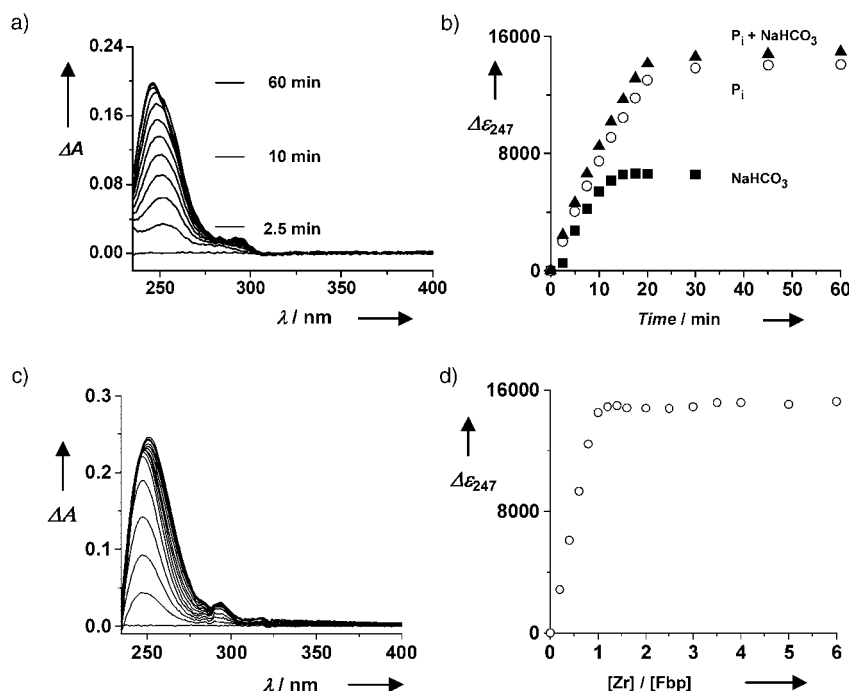 a)
0.24
0.16
0.08
0.00
ΔA
60 min
10 min
2.5 min
250 300 350 400
λ / nm
b)
16000
8000
0
Δε247
Pi + NaHCO3
Pi
NaHCO3
0 10 20 30 40 50 60
Time / min
c)
0.3
0.2
0.1
0.0
ΔA
250 300 350 400
λ / nm
d)
16000
8000
0
Δε247
0 1 2 3 4 5 6
[Zr] / [Fbp]